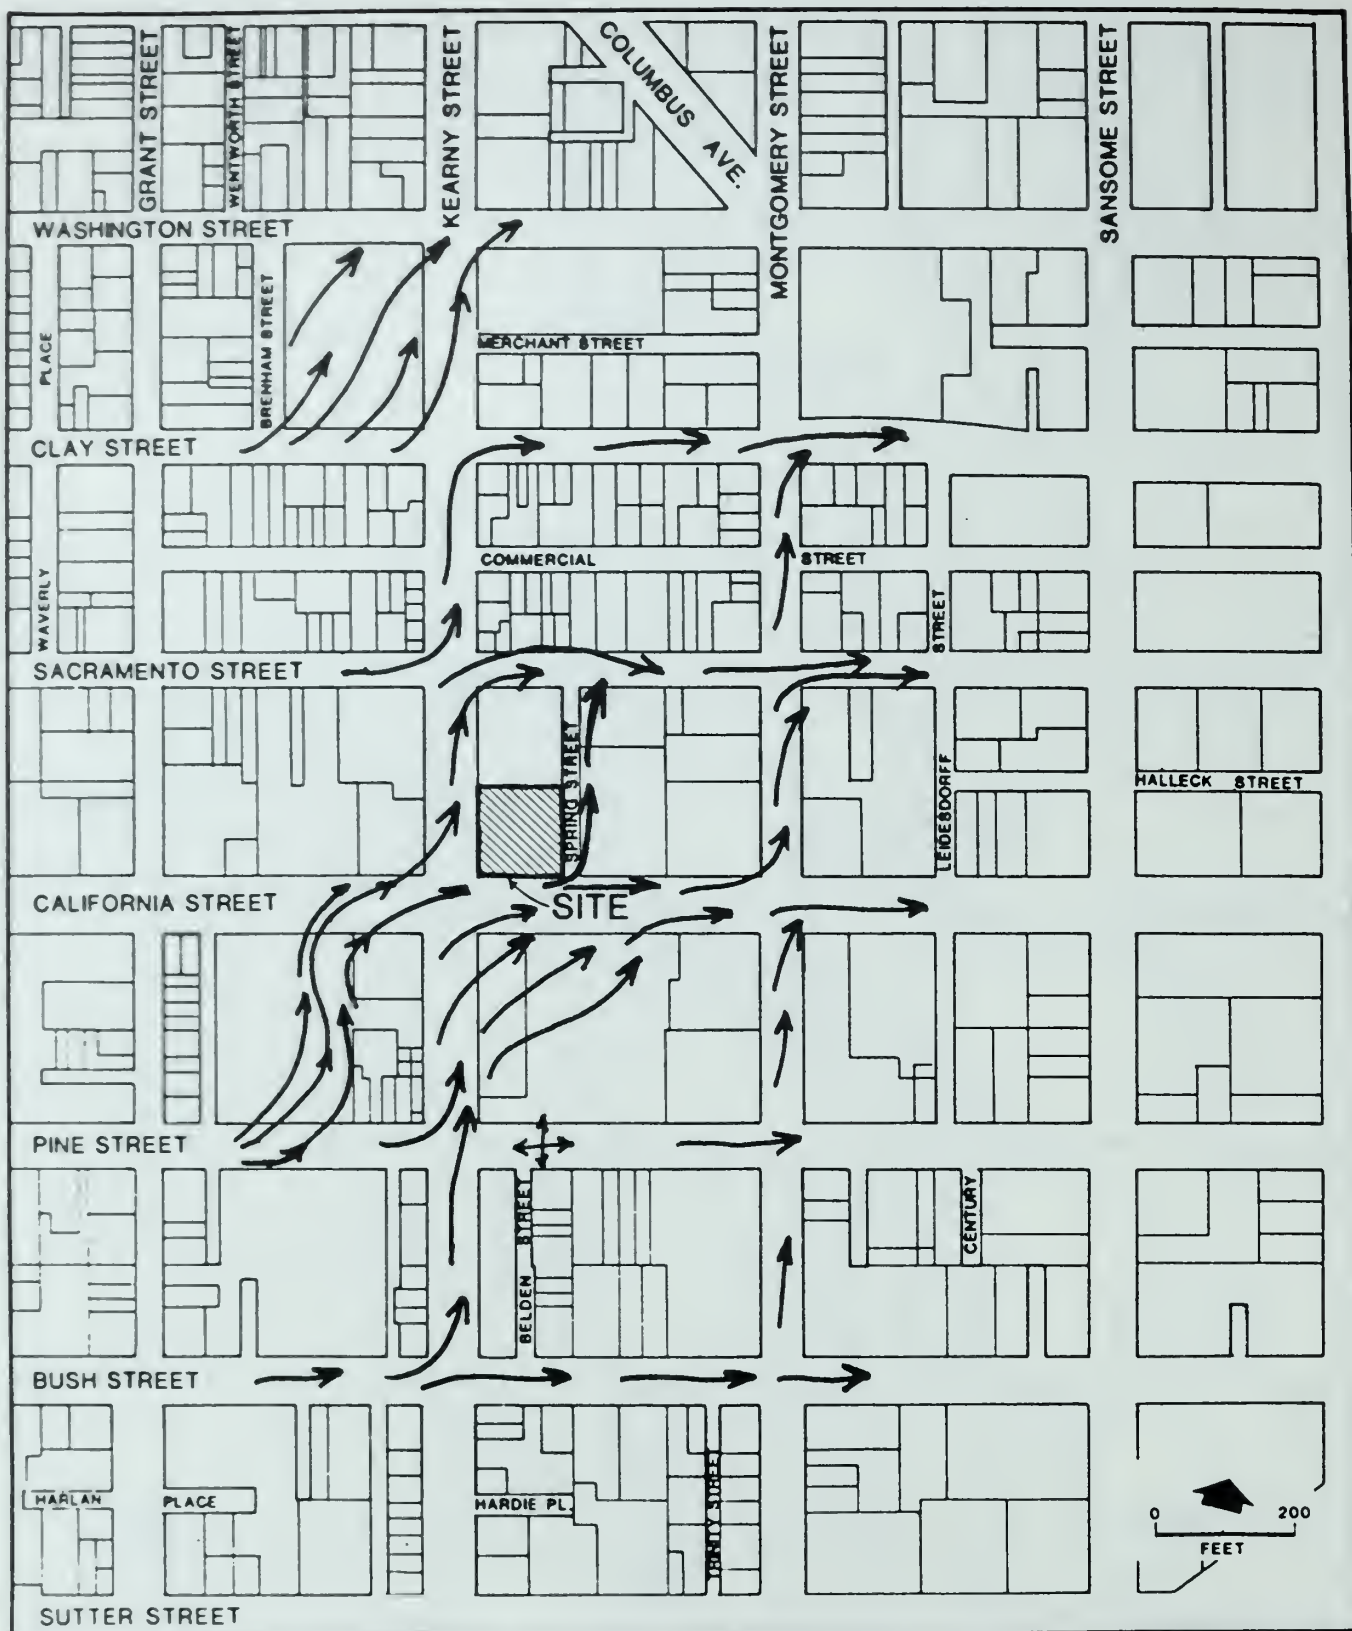 GRANT STREET
WENTWORTH STREET
KEARNY STREET
COLUMBUS AVE.
MONTGOMERY STREET
SANSOME STREET
WASHINGTON STREET
PLACE
BRENHAM STREET
MERCHANT STREET
CLAY STREET
WAVERLY
COMMERCIAL STREET
STREET
SACRAMENTO STREET
SPRING STREET
LEIDESDORFF
HALLECK STREET
CALIFORNIA STREET
SITE
PINE STREET
BELDEN STREET
CENTURY
BUSH STREET
HARLAN PLACE
HARDIE PL.
TRINITY STREET
0 200
FEET
SUTTER STREET